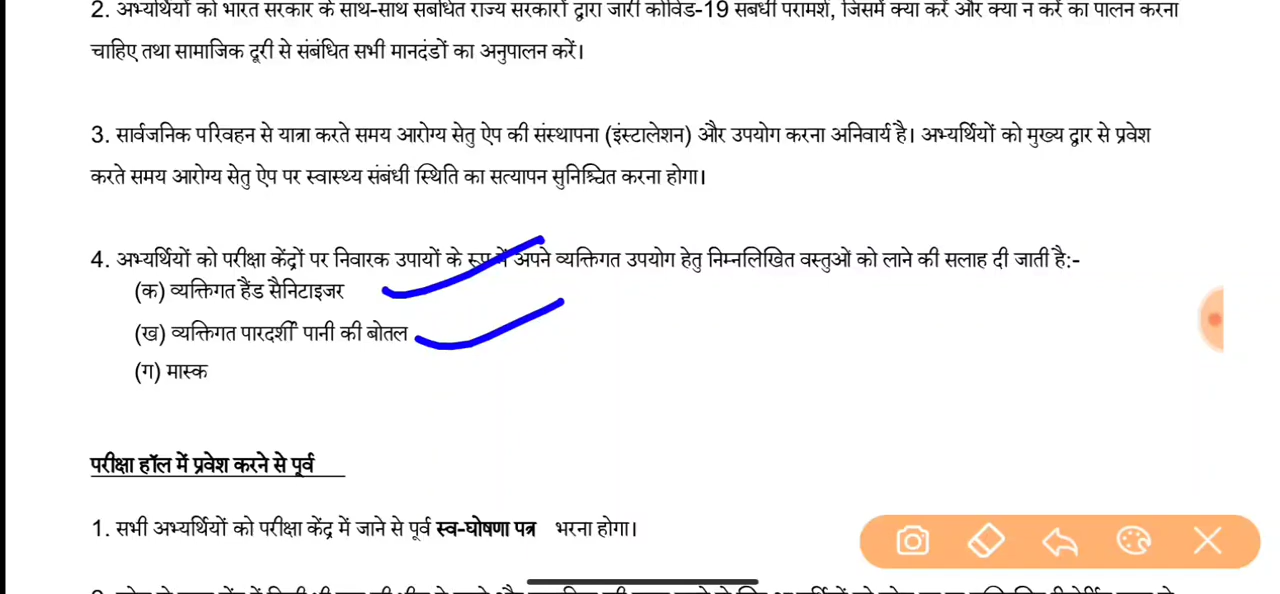 2. अभ्यर्थियों को भारत सरकार के साथ-साथ संबंधित राज्य सरकारों द्वारा जारी कोविड-19 संबंधी परामर्श, जिसमें क्या करें और क्या न करें का पालन करना
चाहिए तथा सामाजिक दूरी से संबंधित सभी मानदंडों का अनुपालन करें।
3. सार्वजनिक परिवहन से यात्रा करते समय आरोग्य सेतु ऐप की संस्थापना (इंस्टालेशन) और उपयोग करना अनिवार्य है। अभ्यर्थियों को मुख्य द्वार से प्रवेश
करते समय आरोग्य सेतु ऐप पर स्वास्थ्य संबंधी स्थिति का सत्यापन सुनिश्चित करना होगा।
4. अभ्यर्थियों को परीक्षा केंद्रों पर निवारक उपायों के रूप में अपने व्यक्तिगत उपयोग हेतु निम्नलिखित वस्तुओं को लाने की सलाह दी जाती है:-
(क) व्यक्तिगत हैंड सैनिटाइजर
(ख) व्यक्तिगत पारदर्शी पानी की बोतल
(ग) मास्क
परीक्षा हॉल में प्रवेश करने से पूर्व
1. सभी अभ्यर्थियों को परीक्षा केंद्र में जाने से पूर्व स्व-घोषणा पत्र भरना होगा।